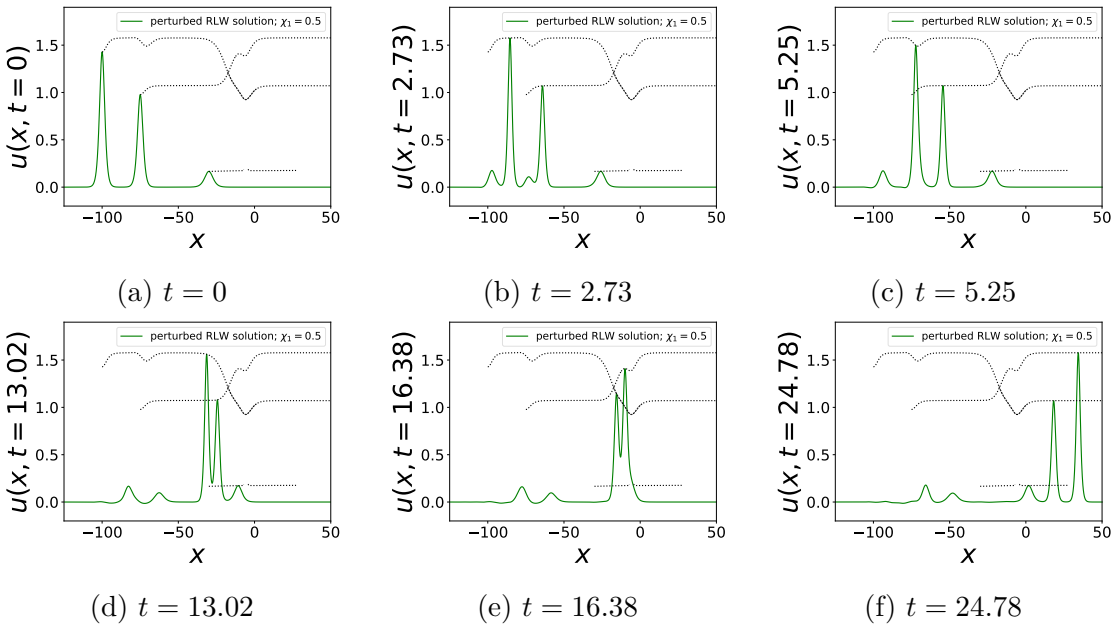 perturbed RLW solution; χ₁ = 0.5
u(x, t = 0)
1.5
1.0
0.5
0.0
−100 −50 0 50
x
(a) t = 0
perturbed RLW solution; χ₁ = 0.5
u(x, t = 2.73)
1.5
1.0
0.5
0.0
−100 −50 0 50
x
(b) t = 2.73
perturbed RLW solution; χ₁ = 0.5
u(x, t = 5.25)
1.5
1.0
0.5
0.0
−100 −50 0 50
x
(c) t = 5.25
perturbed RLW solution; χ₁ = 0.5
u(x, t = 13.02)
1.5
1.0
0.5
0.0
−100 −50 0 50
x
(d) t = 13.02
perturbed RLW solution; χ₁ = 0.5
u(x, t = 16.38)
1.5
1.0
0.5
0.0
−100 −50 0 50
x
(e) t = 16.38
perturbed RLW solution; χ₁ = 0.5
u(x, t = 24.78)
1.5
1.0
0.5
0.0
−100 −50 0 50
x
(f) t = 24.78